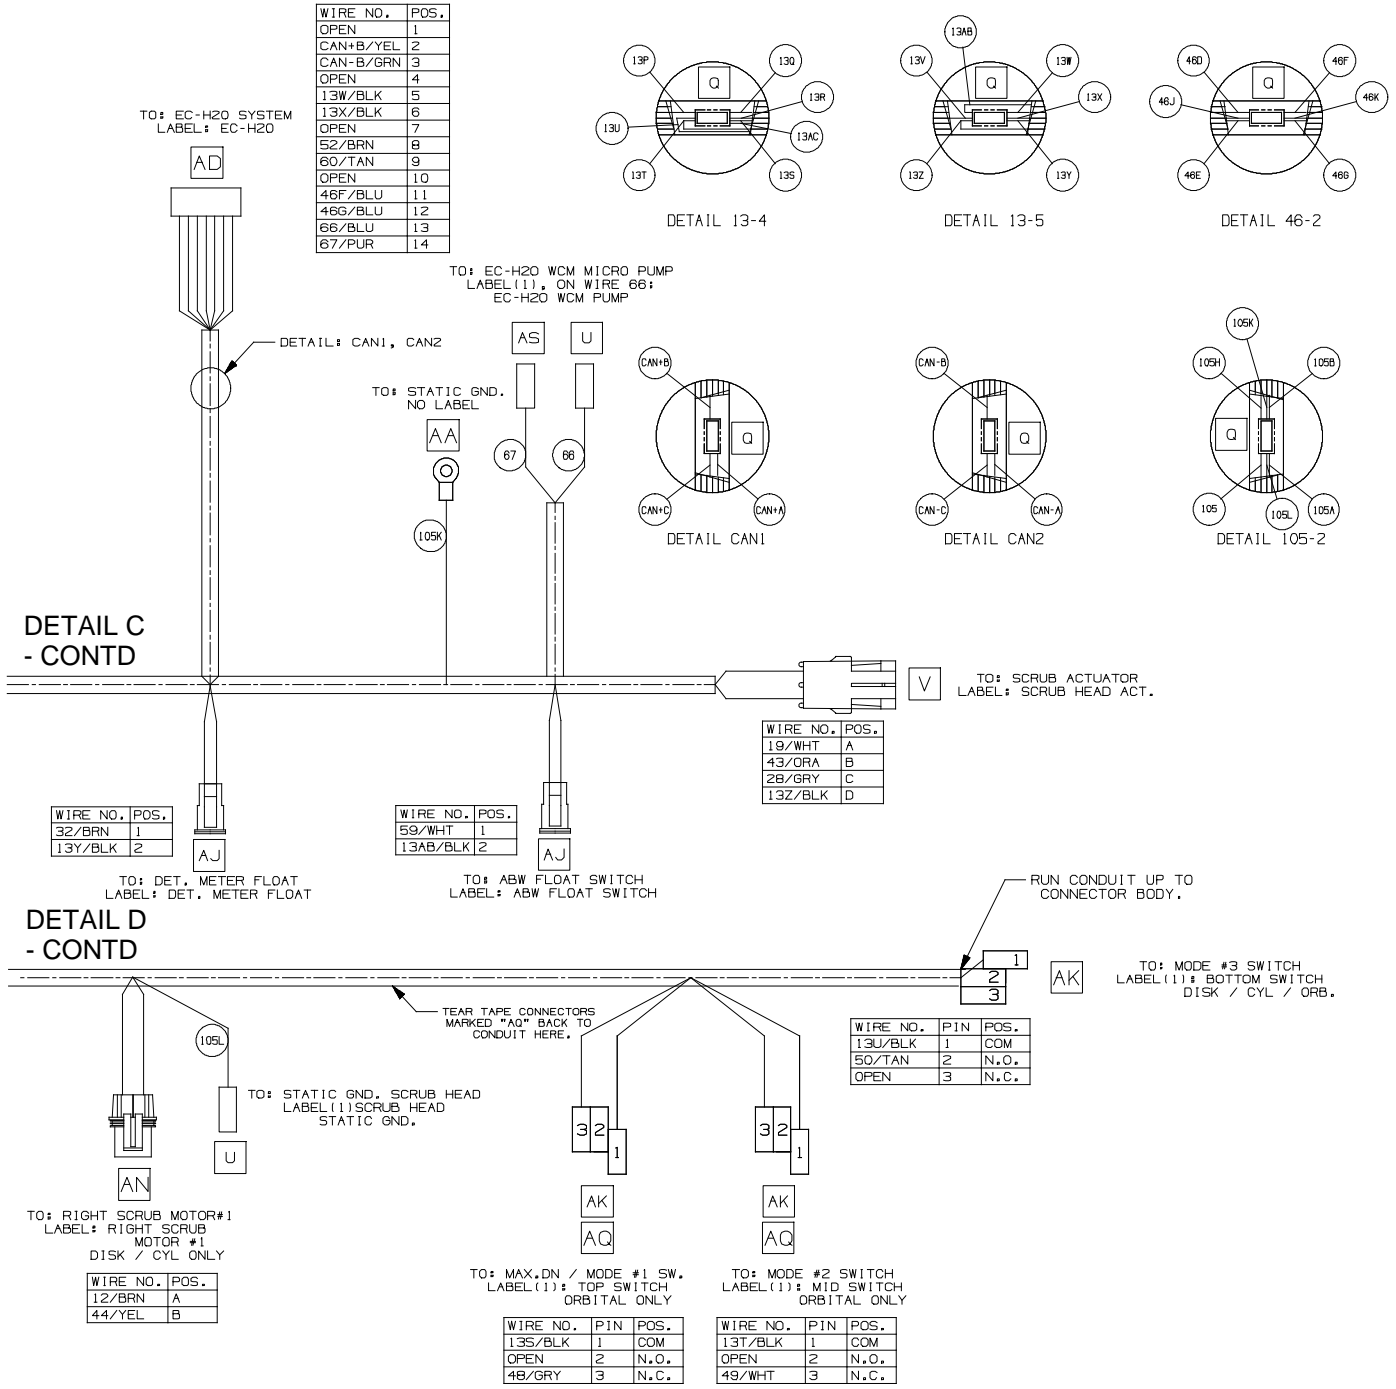 WIRE NO. POS.
OPEN 1
CAN+B/YEL 2
CAN-B/GRN 3
OPEN 4
13W/BLK 5
13X/BLK 6
OPEN 7
52/BRN 8
60/TAN 9
OPEN 10
46F/BLU 11
46G/BLU 12
66/BLU 13
67/PUR 14
TO: EC-H2O SYSTEM
LABEL: EC-H2O
AD
DETAIL: CAN1, CAN2
13P
13Q
Q
13R
13U
13AC
13T
13S
DETAIL 13-4
13AB
13V
13W
Q
13X
13Z
13Y
DETAIL 13-5
46D
46F
Q
46J
46K
46E
46G
DETAIL 46-2
TO: EC-H2O WCM MICRO PUMP
LABEL(1), ON WIRE 66:
EC-H2O WCM PUMP
AS
U
67
66
TO: STATIC GND.
NO LABEL
AA
105K
CAN+B
Q
CAN+C
CAN+A
DETAIL CAN1
CAN-B
Q
CAN-C
CAN-A
DETAIL CAN2
105K
105H
105B
Q
105
105L
105A
DETAIL 105-2
DETAIL C
- CONTD
V
TO: SCRUB ACTUATOR
LABEL: SCRUB HEAD ACT.
WIRE NO. POS.
19/WHT A
43/ORA B
28/GRY C
13Z/BLK D
WIRE NO. POS.
32/BRN 1
13Y/BLK 2
AJ
TO: DET. METER FLOAT
LABEL: DET. METER FLOAT
WIRE NO. POS.
59/WHT 1
13AB/BLK 2
AJ
TO: ABW FLOAT SWITCH
LABEL: ABW FLOAT SWITCH
DETAIL D
- CONTD
RUN CONDUIT UP TO
CONNECTOR BODY.
1
2
3
AK
TO: MODE #3 SWITCH
LABEL(1): BOTTOM SWITCH
DISK / CYL / ORB.
WIRE NO. PIN POS.
13U/BLK 1 COM
50/TAN 2 N.O.
OPEN 3 N.C.
TEAR TAPE CONNECTORS
MARKED "AQ" BACK TO
CONDUIT HERE.
105L
TO: STATIC GND. SCRUB HEAD
LABEL(1)SCRUB HEAD
STATIC GND.
U
AN
TO: RIGHT SCRUB MOTOR#1
LABEL: RIGHT SCRUB
MOTOR #1
DISK / CYL ONLY
WIRE NO. POS.
12/BRN A
44/YEL B
3 2
1
AK
AQ
TO: MAX.DN / MODE #1 SW.
LABEL(1): TOP SWITCH
ORBITAL ONLY
WIRE NO. PIN POS.
13S/BLK 1 COM
OPEN 2 N.O.
48/GRY 3 N.C.
3 2
1
AK
AQ
TO: MODE #2 SWITCH
LABEL(1): MID SWITCH
ORBITAL ONLY
WIRE NO. PIN POS.
13T/BLK 1 COM
OPEN 2 N.O.
49/WHT 3 N.C.